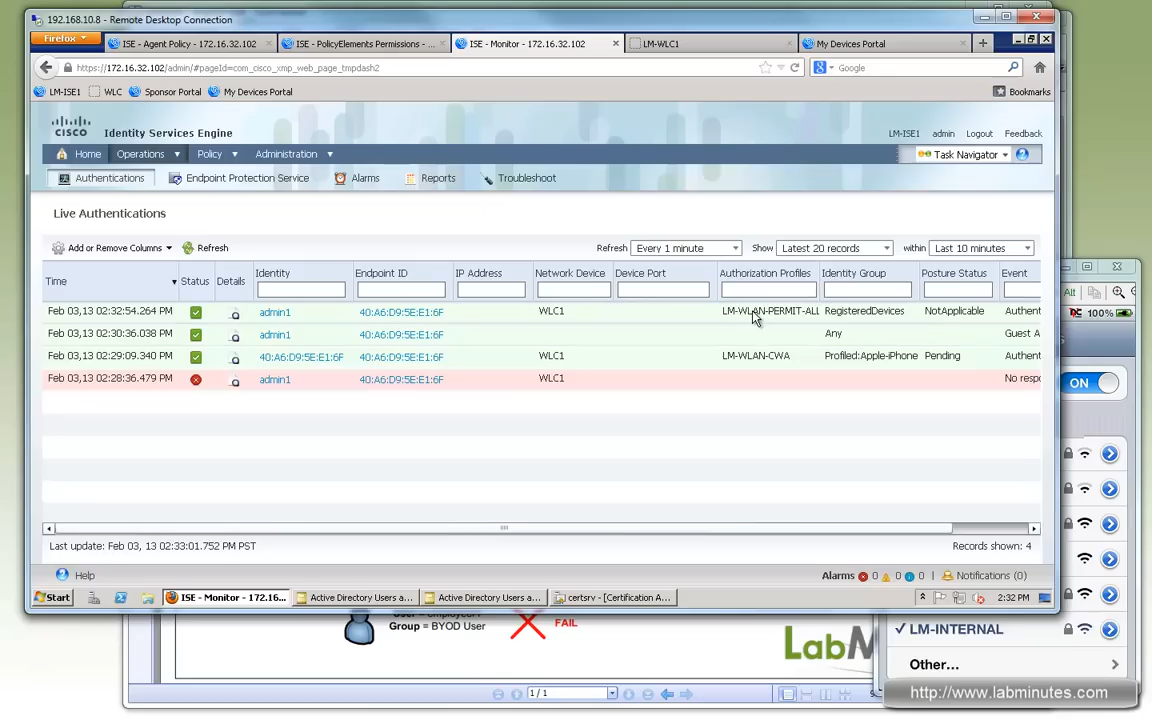 192.168.10.8 - Remote Desktop Connection
Firefox
ISE - Agent Policy - 172.16.32.102
ISE - PolicyElements Permissions - ...
ISE - Monitor - 172.16.32.102
LM-WLC1
My Devices Portal
https://172.16.32.102/admin/#pageId=com_cisco_xmp_web_page_tmpdash2
Google
LM-ISE1
WLC
Sponsor Portal
My Devices Portal
Bookmarks
CISCO Identity Services Engine
LM-ISE1 admin Logout Feedback
Home Operations Policy Administration
Task Navigator
Authentications
Endpoint Protection Service
Alarms
Reports
Troubleshoot
Live Authentications
Add or Remove Columns Refresh
Refresh Every 1 minute Show Latest 20 records within Last 10 minutes
Time Status Details Identity Endpoint ID IP Address Network Device Device Port Authorization Profiles Identity Group Posture Status Event
Feb 03,13 02:32:54.264 PM admin1 40:A6:D9:5E:E1:6F WLC1 LM-WLAN-PERMIT-ALL RegisteredDevices NotApplicable Authent
Feb 03,13 02:30:36.038 PM admin1 40:A6:D9:5E:E1:6F Any Guest A
Feb 03,13 02:29:09.340 PM 40:A6:D9:5E:E1:6F 40:A6:D9:5E:E1:6F WLC1 LM-WLAN-CWA Profiled:Apple-iPhone Pending Authent
Feb 03,13 02:28:36.479 PM admin1 40:A6:D9:5E:E1:6F WLC1 No resp
Last update: Feb 03, 13 02:33:01.752 PM PST
Records shown: 4
Help
Alarms 0 0 0 Notifications (0)
Start
ISE - Monitor - 172.16...
Active Directory Users a...
Active Directory Users a...
certsrv - [Certification A...
2:32 PM
Alt
100%
ON
LM-INTERNAL
Other...
Group = BYOD User
FAIL
LabM
1 / 1
http://www.labminutes.com